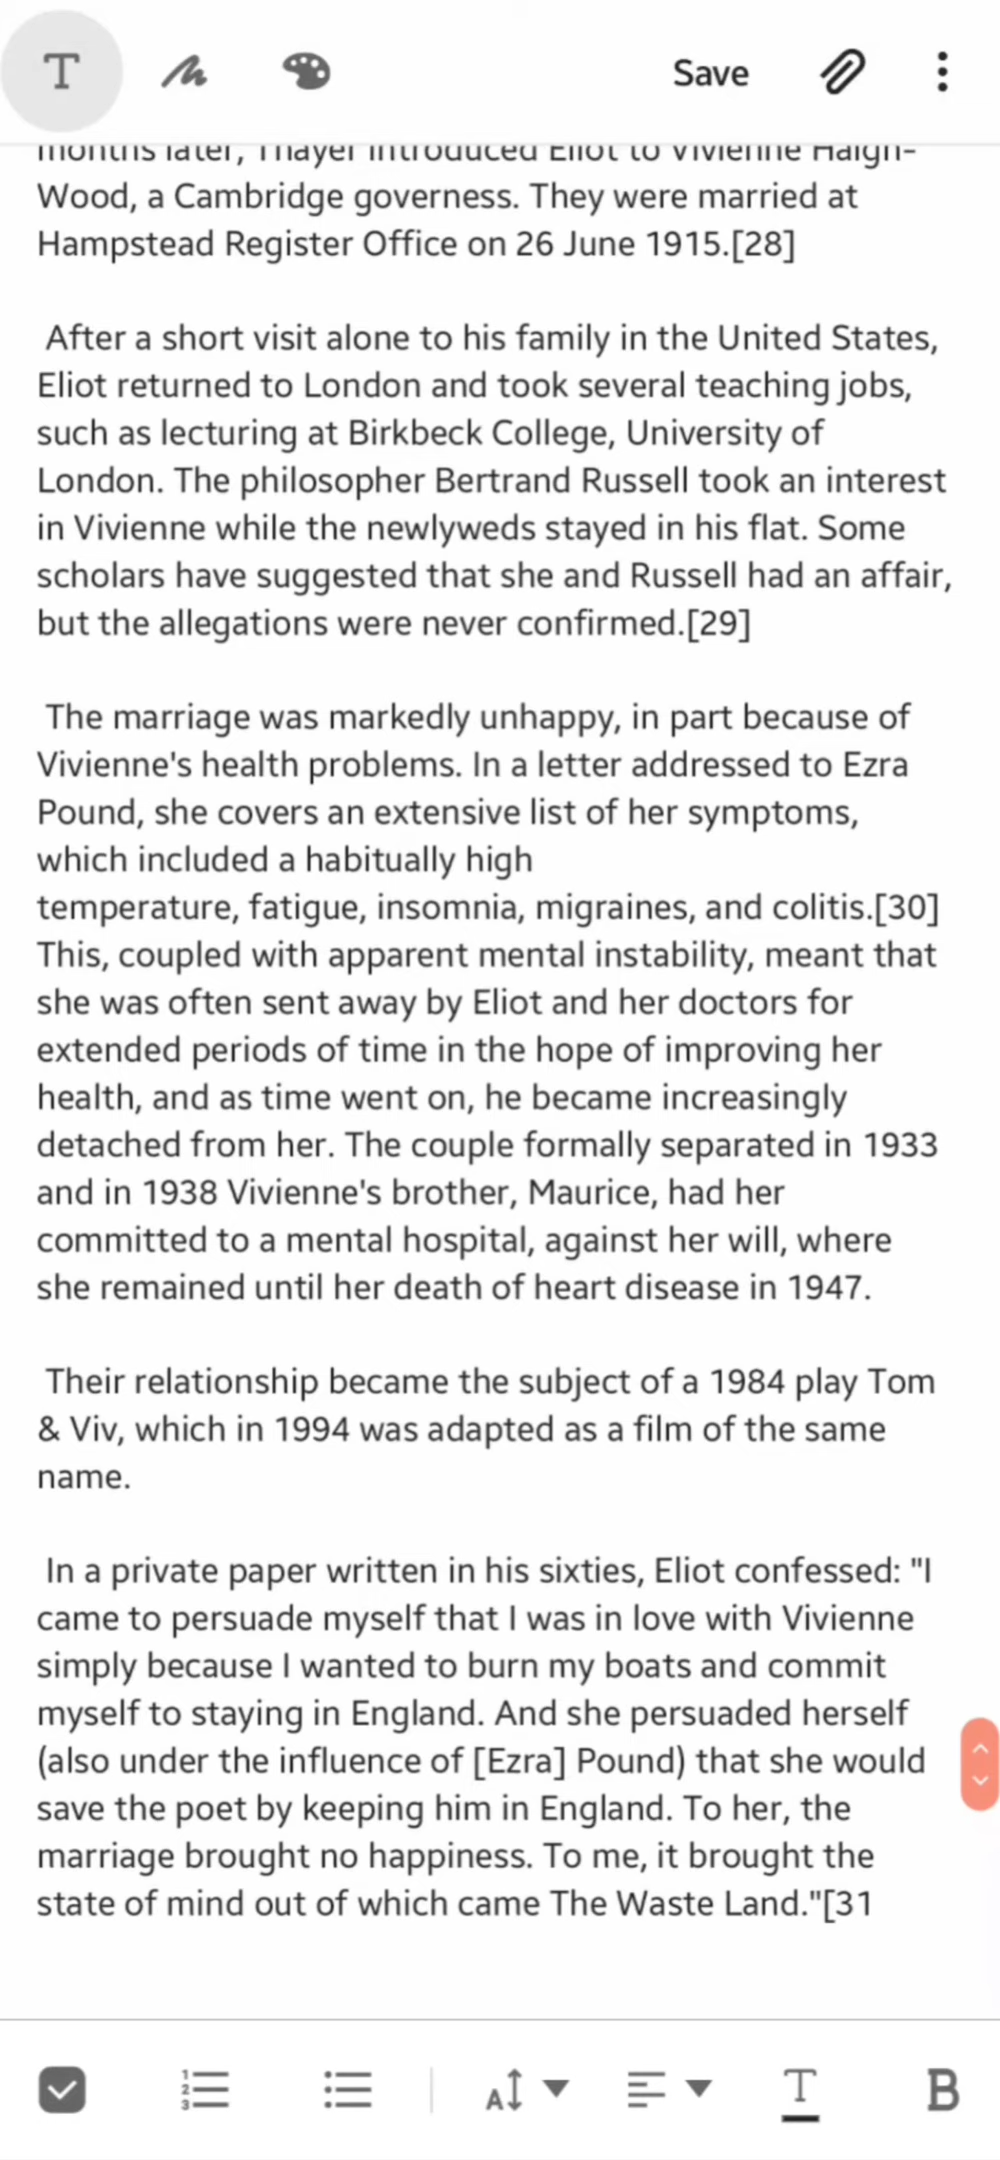 T
Save
months later, Thayer introduced Eliot to Vivienne Haigh-
Wood, a Cambridge governess. They were married at
Hampstead Register Office on 26 June 1915.[28]
After a short visit alone to his family in the United States,
Eliot returned to London and took several teaching jobs,
such as lecturing at Birkbeck College, University of
London. The philosopher Bertrand Russell took an interest
in Vivienne while the newlyweds stayed in his flat. Some
scholars have suggested that she and Russell had an affair,
but the allegations were never confirmed.[29]
The marriage was markedly unhappy, in part because of
Vivienne's health problems. In a letter addressed to Ezra
Pound, she covers an extensive list of her symptoms,
which included a habitually high
temperature, fatigue, insomnia, migraines, and colitis.[30]
This, coupled with apparent mental instability, meant that
she was often sent away by Eliot and her doctors for
extended periods of time in the hope of improving her
health, and as time went on, he became increasingly
detached from her. The couple formally separated in 1933
and in 1938 Vivienne's brother, Maurice, had her
committed to a mental hospital, against her will, where
she remained until her death of heart disease in 1947.
Their relationship became the subject of a 1984 play Tom
& Viv, which in 1994 was adapted as a film of the same
name.
In a private paper written in his sixties, Eliot confessed: "I
came to persuade myself that I was in love with Vivienne
simply because I wanted to burn my boats and commit
myself to staying in England. And she persuaded herself
(also under the influence of [Ezra] Pound) that she would
save the poet by keeping him in England. To her, the
marriage brought no happiness. To me, it brought the
state of mind out of which came The Waste Land."[31
1
2
3
A
T
B